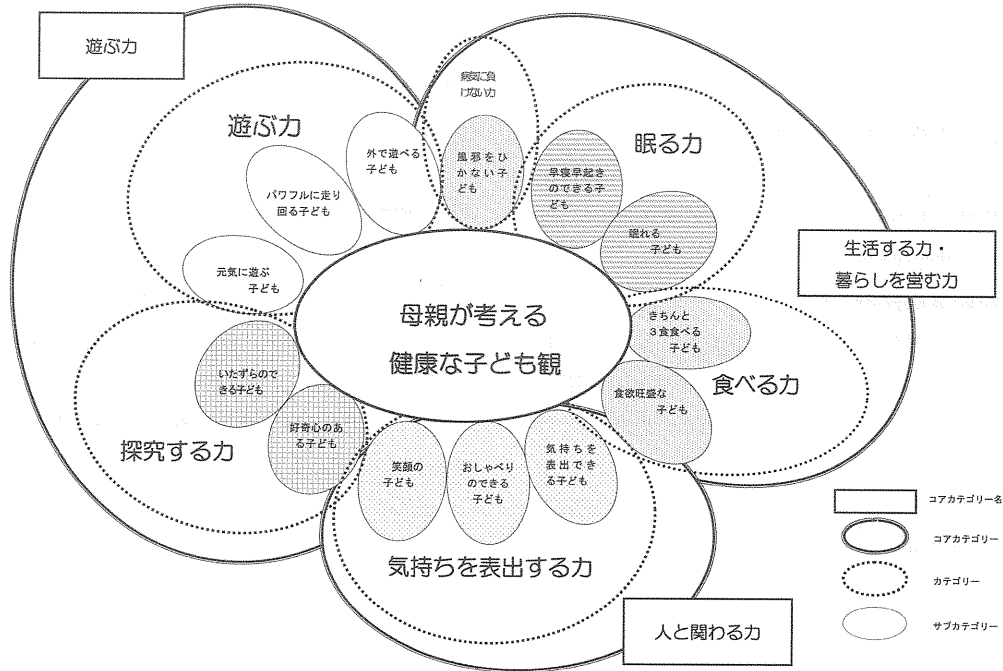 遊ぶ力
遊ぶ力
外で遊べる
子ども
パワフルに走り
回る子ども
元気に遊ぶ
子ども
病気に負
けない力
風邪をひ
かない子
ども
眠る力
早寝早起き
のできる子
ども
眠れる
子ども
生活する力・
暮らしを営む力
母親が考える
健康な子ども観
きちんと
3食食べる
子ども
食欲旺盛な
子ども
食べる力
いたずらので
きる子ども
好奇心のあ
る子ども
探究する力
笑顔の
子ども
おしゃべり
のできる
子ども
気持ちを
表出でき
る子ども
気持ちを表出する力
人と関わる力
コアカテゴリー名
コアカテゴリー
カテゴリー
サブカテゴリー